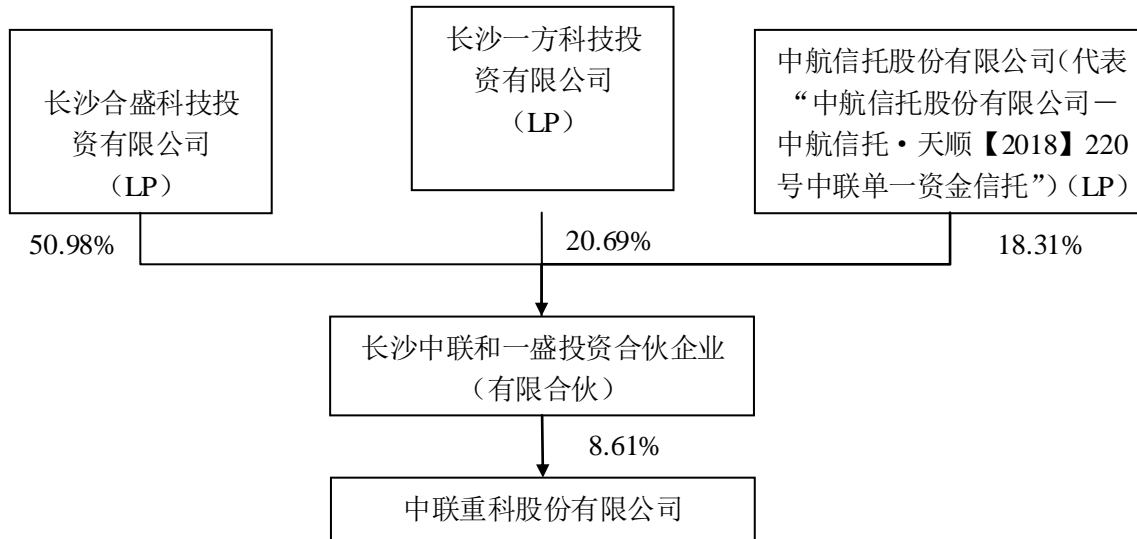 长沙合盛科技投
资有限公司
（LP）
长沙一方科技投
资有限公司
（LP）
中航信托股份有限公司（代表
“中航信托股份有限公司－
中航信托·天顺【2018】220
号中联单一资金信托”）（LP）
50.98%
20.69%
18.31%
长沙中联和一盛投资合伙企业
（有限合伙）
8.61%
中联重科股份有限公司